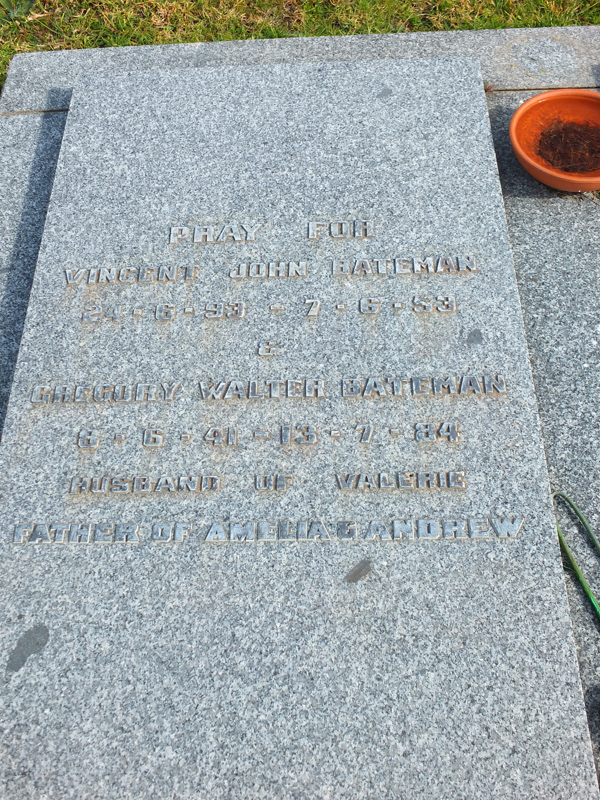 PRAY FOR
VINCENT JOHN BATEMAN
24-6-93 - 7-6-53
&
GREGORY WALTER BATEMAN
8-6-41 - 13-7-84
HUSBAND OF VALERIE
FATHER OF AMELIA & ANDREW